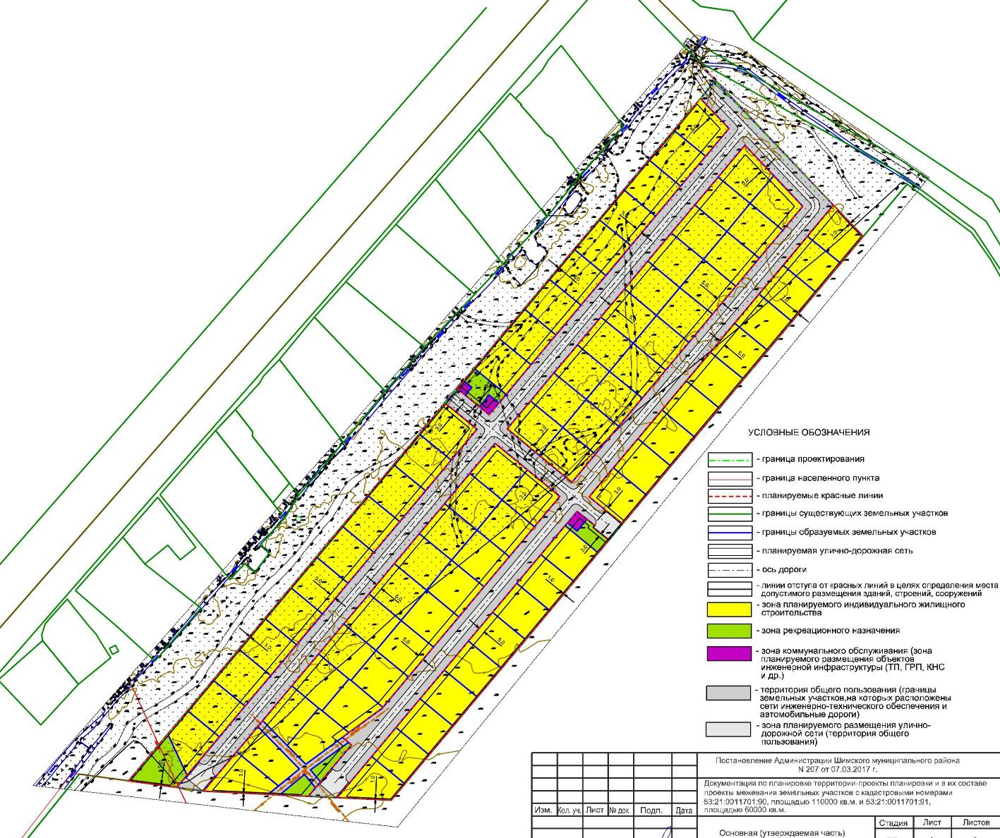 УСЛОВНЫЕ ОБОЗНАЧЕНИЯ
- граница проектирования
- граница населенного пункта
- планируемые красные линии
- границы существующих земельных участков
- границы образуемых земельных участков
- планируемая улично-дорожная сеть
- ось дороги
- линии отступа от красных линий в целях определения места
допустимого размещения зданий, строений, сооружений
- зона планируемого индивидуального жилищного
строительства
- зона рекреационного назначения
- зона коммунального обслуживания (зона
планируемого размещения объектов
инженерной инфраструктуры (ТП, ГРП, КНС
и др.)
- территория общего пользования (границы
земельных участков,на которых расположены
сети инженерно-технического обеспечения и
автомобильные дороги)
- зона планируемого размещения улично-
дорожной сети (территория общего
пользования)
Постановление Администрации Шимского муниципального района
N 207 от 07.03.2017 г.
Документация по планировке территории-проекты планировки и в их составе
проекты межевания земельных участков с кадастровыми номерами
53:21:0011701:90, площадью 110000 кв.м. и 53:21:0011701:91,
площадью 60000 кв.м.
Изм. Кол. уч. Лист № док. Подп. Дата
Стадия Лист Листов
Основная (утверждаемая часть)